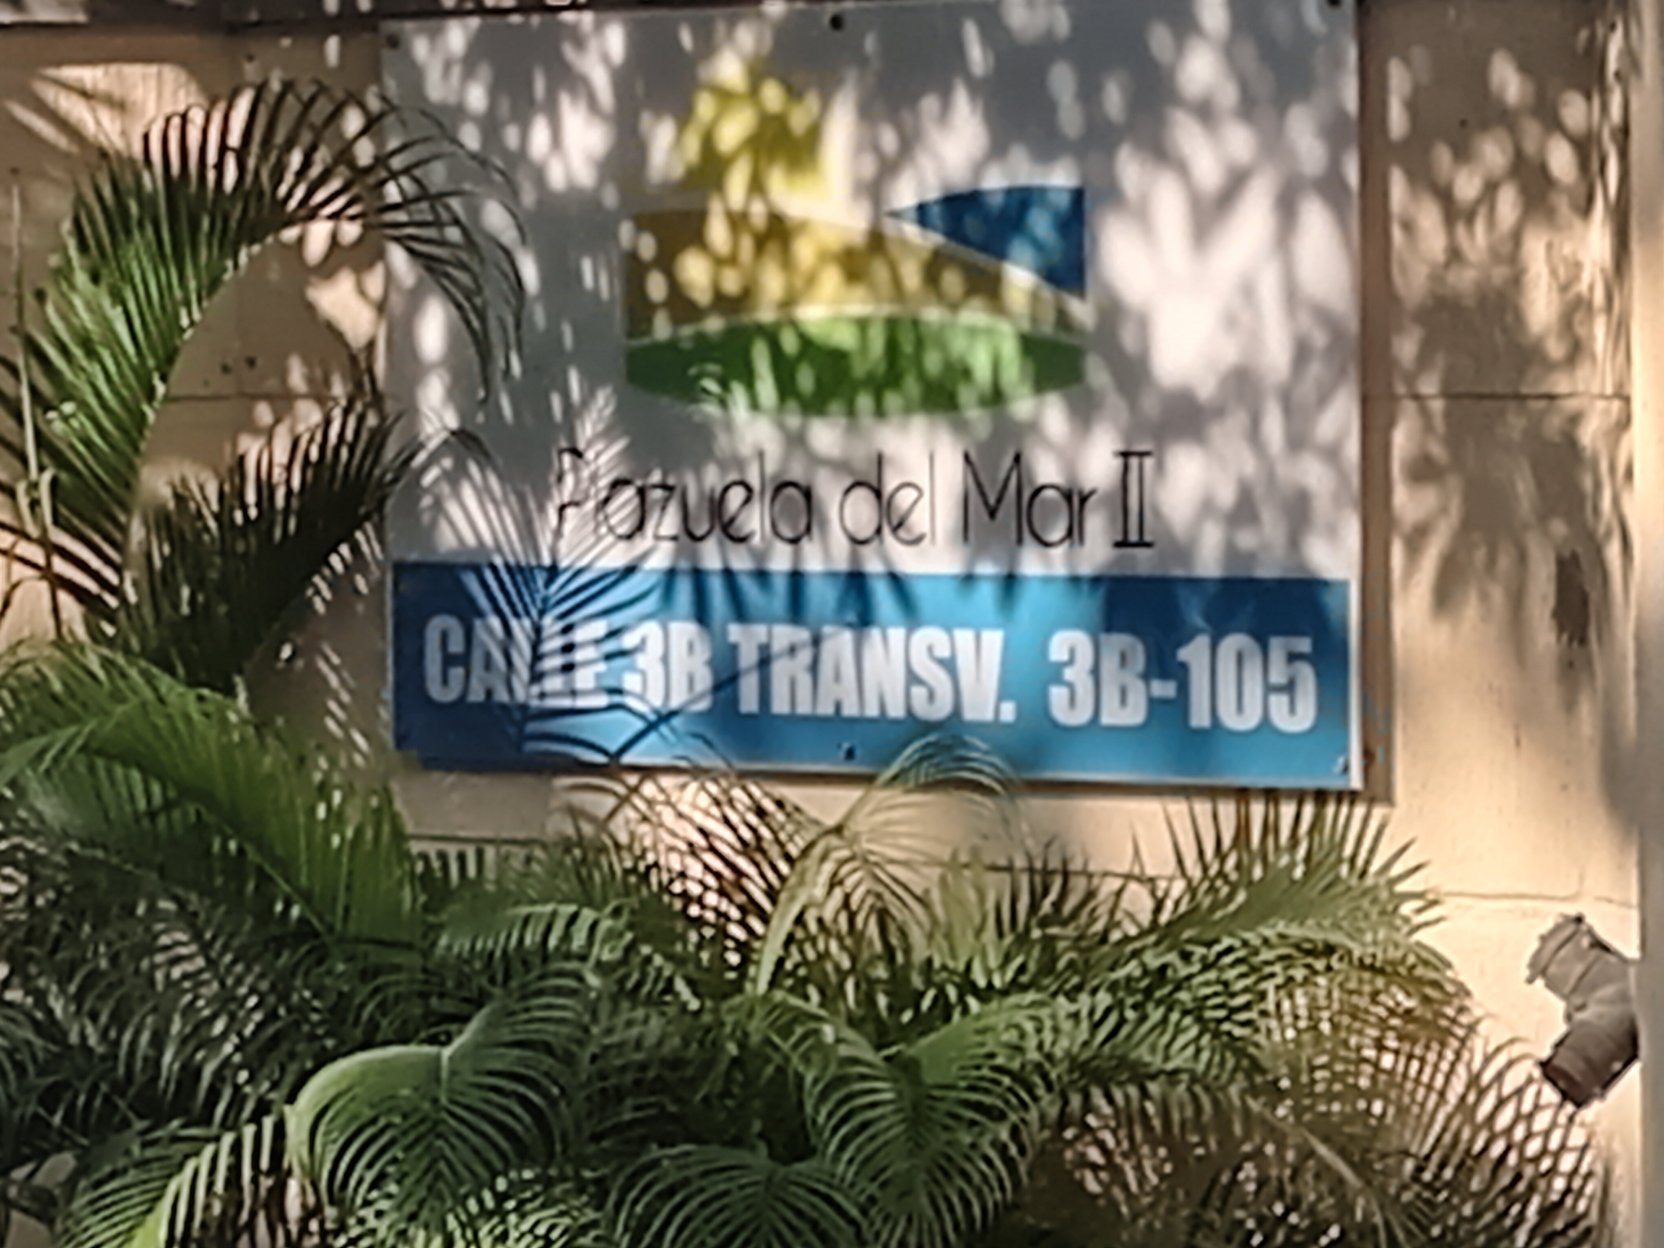 Plazuela del Mar II
CALLE 3B TRANSV. 3B-105